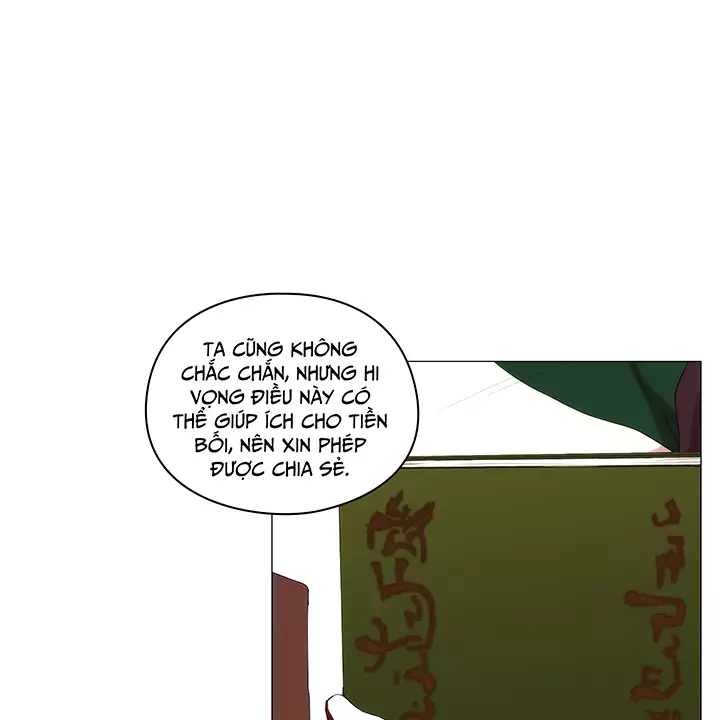 TA CŨNG KHÔNG
CHẮC CHẮN, NHƯNG HI
VỌNG ĐIỀU NÀY CÓ
THỂ GIÚP ÍCH CHO TIỀN
BỐI, NÊN XIN PHÉP
ĐƯỢC CHIA SẺ.